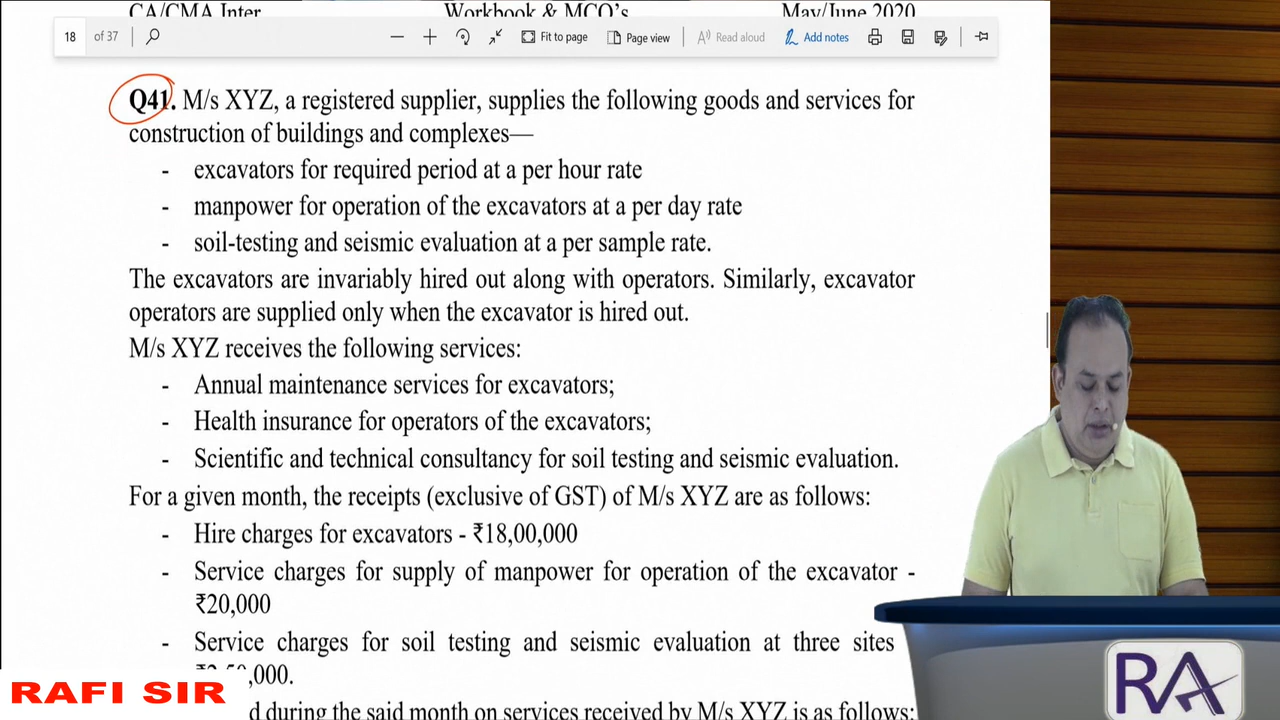 CA/CMA Inter Workbook & MCO's May/June 2020
18 of 37 Fit to page Page view Read aloud Add notes
Q41. M/s XYZ, a registered supplier, supplies the following goods and services for
construction of buildings and complexes—
- excavators for required period at a per hour rate
- manpower for operation of the excavators at a per day rate
- soil-testing and seismic evaluation at a per sample rate.
The excavators are invariably hired out along with operators. Similarly, excavator
operators are supplied only when the excavator is hired out.
M/s XYZ receives the following services:
- Annual maintenance services for excavators;
- Health insurance for operators of the excavators;
- Scientific and technical consultancy for soil testing and seismic evaluation.
For a given month, the receipts (exclusive of GST) of M/s XYZ are as follows:
- Hire charges for excavators - ₹18,00,000
- Service charges for supply of manpower for operation of the excavator -
₹20,000
- Service charges for soil testing and seismic evaluation at three sites
,000.
during the said month on services received by M/s XYZ is as follows:
RAFI SIR
RA